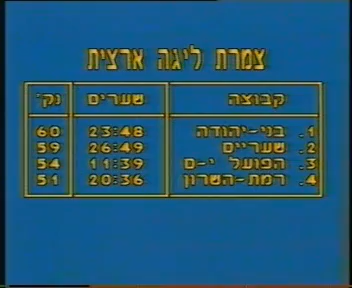 צמרת ליגה ארצית
קבוצה שערים נק'
1. בני-יהודה 23:48 60
2. שעריים 26:49 59
3. הפועל י-ם 11:39 54
4. רמת-השרון 20:36 51